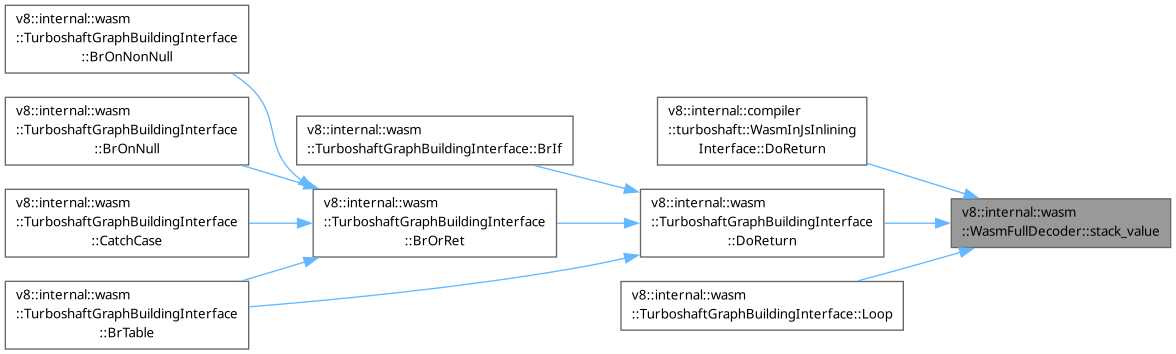 v8::internal::wasm
::TurboshaftGraphBuildingInterface
::BrOnNonNull
v8::internal::wasm
::TurboshaftGraphBuildingInterface
::BrOnNull
v8::internal::wasm
::TurboshaftGraphBuildingInterface
::CatchCase
v8::internal::wasm
::TurboshaftGraphBuildingInterface
::BrTable
v8::internal::wasm
::TurboshaftGraphBuildingInterface::BrIf
v8::internal::wasm
::TurboshaftGraphBuildingInterface
::BrOrRet
v8::internal::compiler
::turboshaft::WasmInJsInlining
Interface::DoReturn
v8::internal::wasm
::TurboshaftGraphBuildingInterface
::DoReturn
v8::internal::wasm
::TurboshaftGraphBuildingInterface::Loop
v8::internal::wasm
::WasmFullDecoder::stack_value